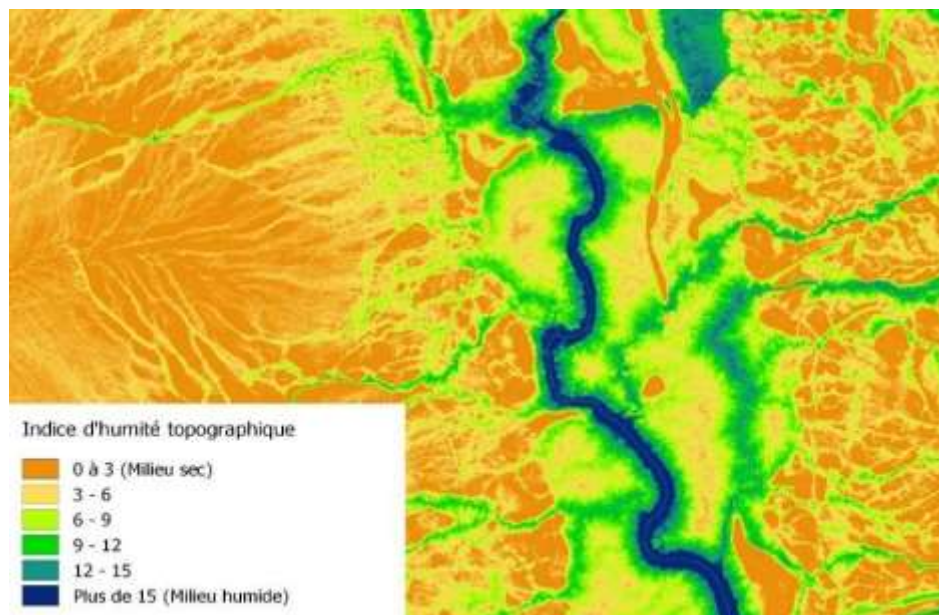 Indice d'humité topographique
0 à 3 (Milieu sec)
3 - 6
6 - 9
9 - 12
12 - 15
Plus de 15 (Milieu humide)